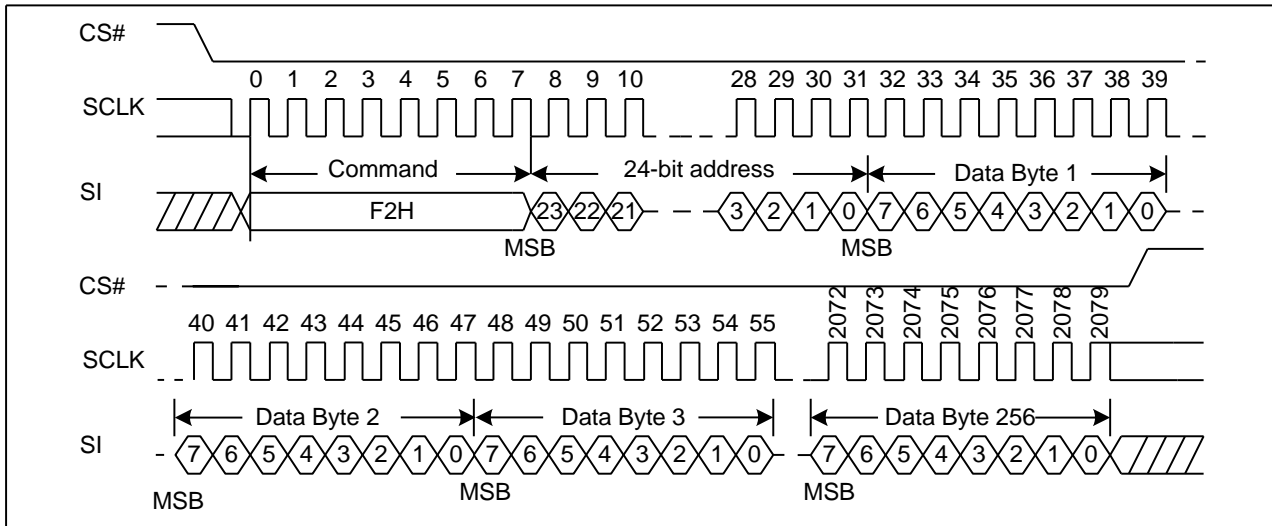 CS#
0 1 2 3 4 5 6 7 8 9 10 28 29 30 31 32 33 34 35 36 37 38 39
SCLK
Command 24-bit address Data Byte 1
SI
F2H 23 22 21 3 2 1 0 7 6 5 4 3 2 1 0
MSB MSB
CS#
40 41 42 43 44 45 46 47 48 49 50 51 52 53 54 55 2072 2073 2074 2075 2076 2077 2078 2079
SCLK
Data Byte 2 Data Byte 3 Data Byte 256
SI
7 6 5 4 3 2 1 0 7 6 5 4 3 2 1 0 7 6 5 4 3 2 1 0
MSB MSB MSB